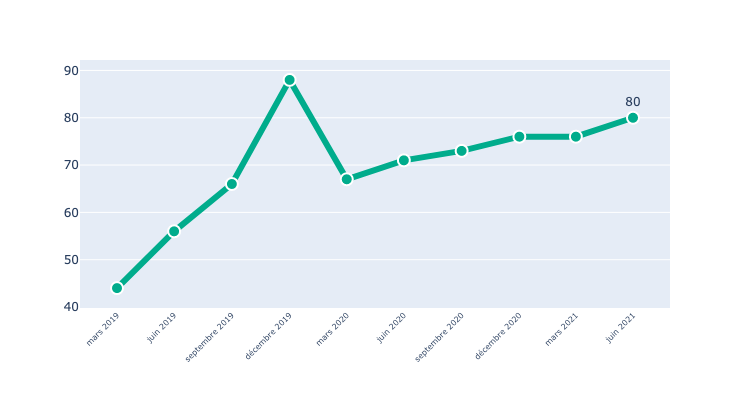 90
80
80
70
60
50
40
mars 2019
juin 2019
septembre 2019
décembre 2019
mars 2020
juin 2020
septembre 2020
décembre 2020
mars 2021
juin 2021